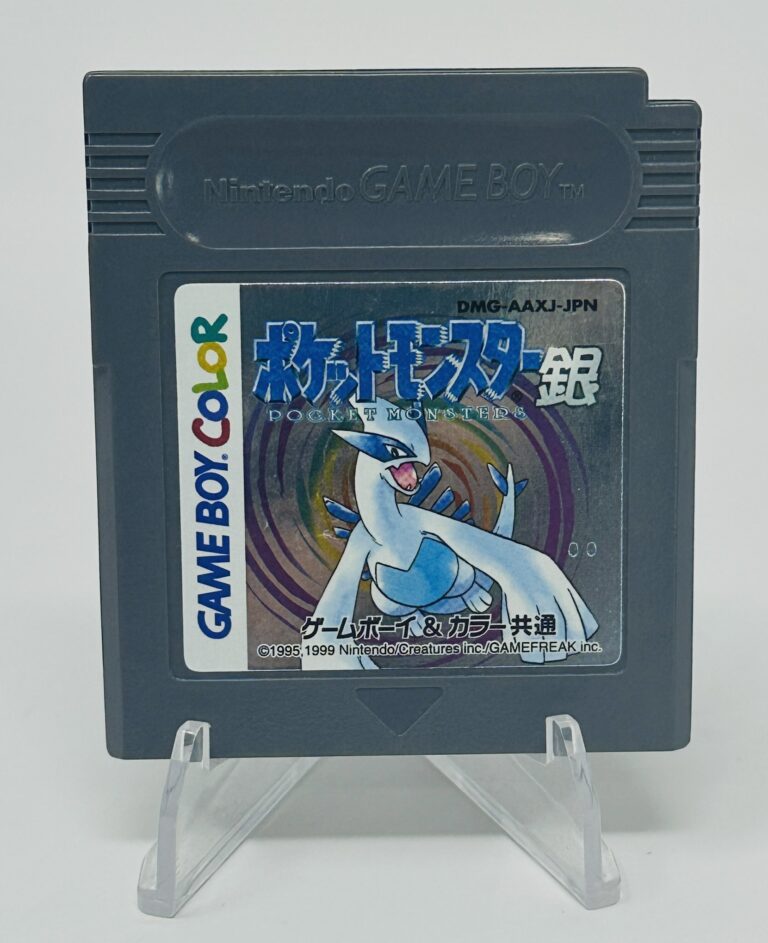 Nintendo GAME BOY™
GAME BOY® COLOR
DMG-AAXJ-JPN
ポケットモンスター®銀
POCKET MONSTERS
00
ゲームボーイ & カラー共通
©1995,1999 Nintendo/Creatures inc./GAMEFREAK inc.